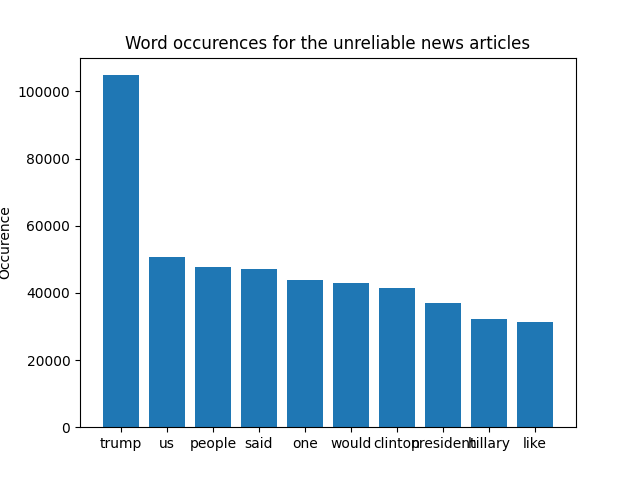 Word occurences for the unreliable news articles
Occurence
100000
80000
60000
40000
20000
0
trump us people said one would clinton president hillary like